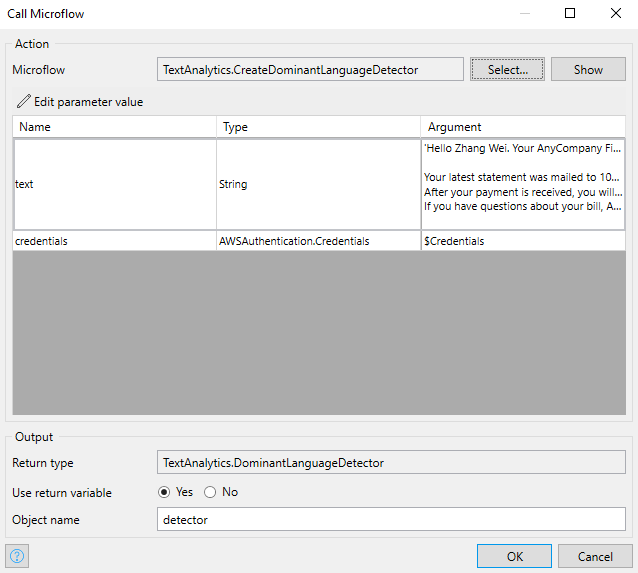 Call Microflow
Action
Microflow
TextAnalytics.CreateDominantLanguageDetector
Select...
Show
Edit parameter value
Name Type Argument
text String 'Hello Zhang Wei. Your AnyCompany Fi...
Your latest statement was mailed to 10...
After your payment is received, you will...
If you have questions about your bill, A...
credentials AWSAuthentication.Credentials $Credentials
Output
Return type TextAnalytics.DominantLanguageDetector
Use return variable Yes No
Object name detector
? OK Cancel